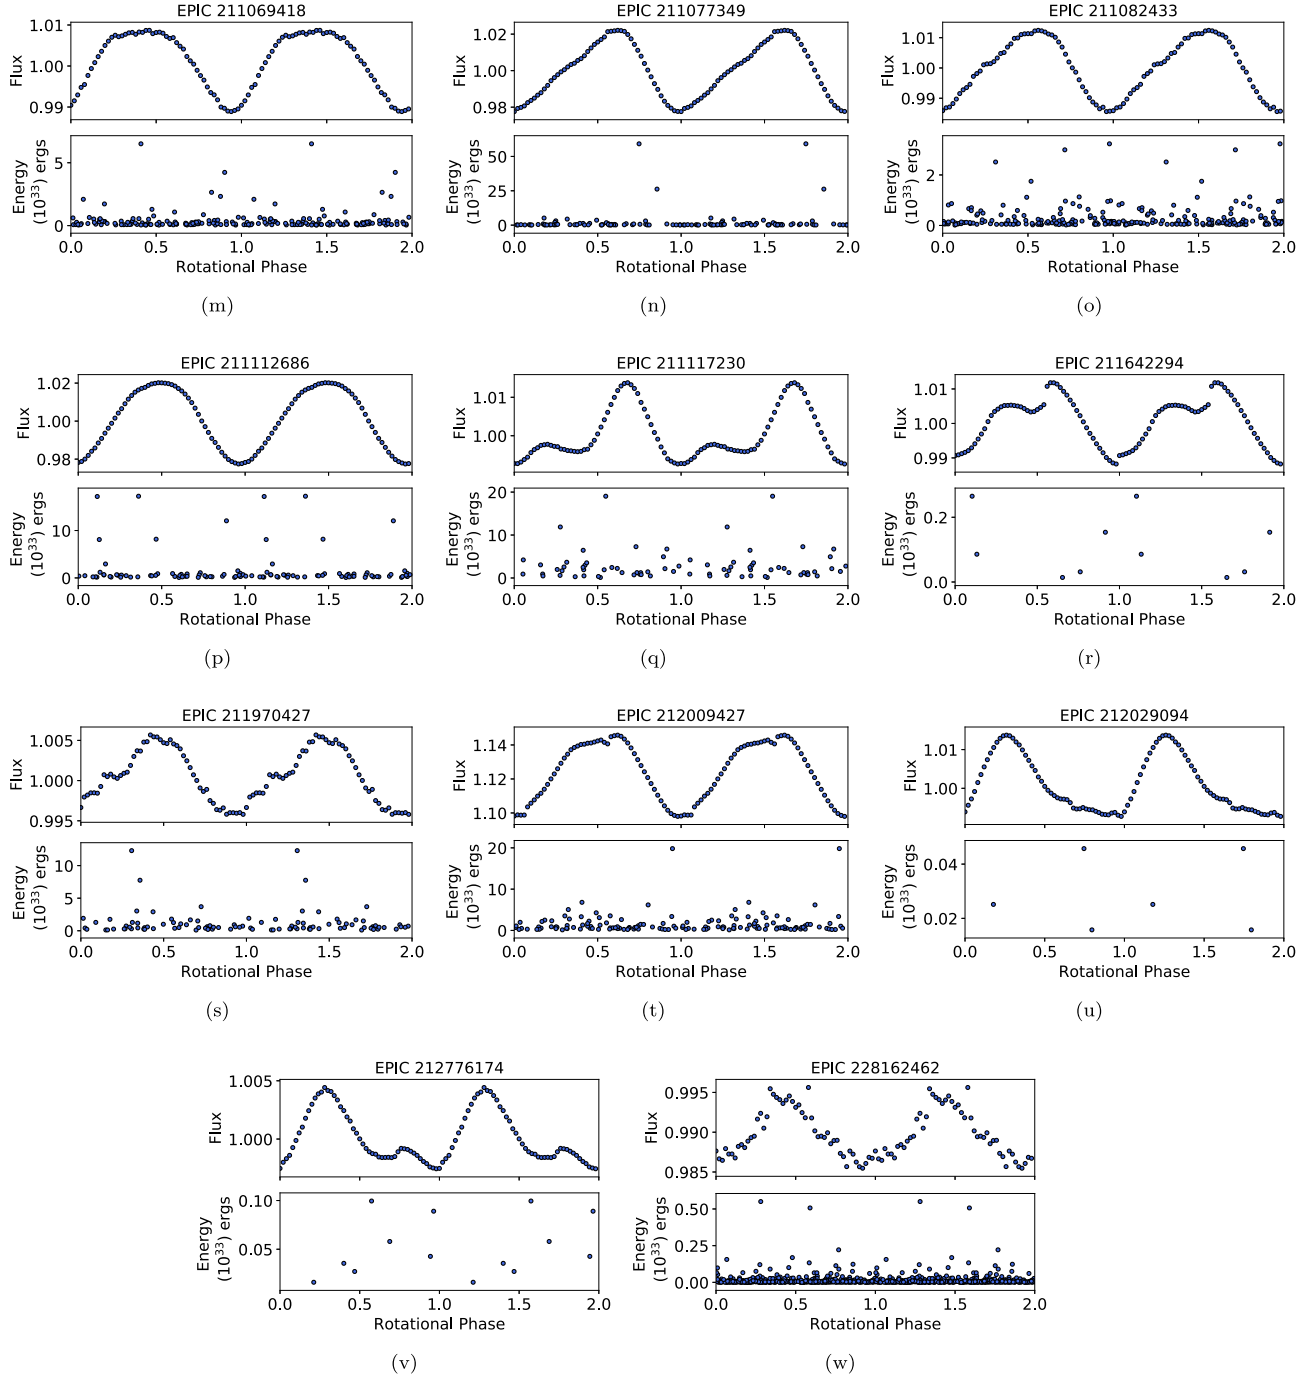 EPIC 211069418
EPIC 211077349
EPIC 211082433
1.01
1.00
0.99
Flux
1.02
1.00
0.98
Flux
1.01
1.00
0.99
Flux
5
0
Energy
(10^33) ergs
50
25
0
Energy
(10^33) ergs
2
0
Energy
(10^33) ergs
0.0 0.5 1.0 1.5 2.0
0.0 0.5 1.0 1.5 2.0
0.0 0.5 1.0 1.5 2.0
Rotational Phase
Rotational Phase
Rotational Phase
(m)
(n)
(o)
EPIC 211112686
EPIC 211117230
EPIC 211642294
1.02
1.00
0.98
Flux
1.01
1.00
Flux
1.01
1.00
0.99
Flux
10
0
Energy
(10^33) ergs
20
10
0
Energy
(10^33) ergs
0.2
0.0
Energy
(10^33) ergs
0.0 0.5 1.0 1.5 2.0
0.0 0.5 1.0 1.5 2.0
0.0 0.5 1.0 1.5 2.0
Rotational Phase
Rotational Phase
Rotational Phase
(p)
(q)
(r)
EPIC 211970427
EPIC 212009427
EPIC 212029094
1.005
1.000
0.995
Flux
1.14
1.12
1.10
Flux
1.01
1.00
Flux
10
5
0
Energy
(10^33) ergs
20
10
0
Energy
(10^33) ergs
0.04
0.02
Energy
(10^33) ergs
0.0 0.5 1.0 1.5 2.0
0.0 0.5 1.0 1.5 2.0
0.0 0.5 1.0 1.5 2.0
Rotational Phase
Rotational Phase
Rotational Phase
(s)
(t)
(u)
EPIC 212776174
EPIC 228162462
1.005
1.000
Flux
0.995
0.990
0.985
Flux
0.10
0.05
Energy
(10^33) ergs
0.50
0.25
0.00
Energy
(10^33) ergs
0.0 0.5 1.0 1.5 2.0
0.0 0.5 1.0 1.5 2.0
Rotational Phase
Rotational Phase
(v)
(w)